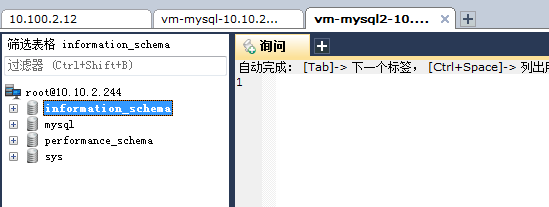 10.100.2.12
vm-mysql-10.10.2...
vm-mysql2-10....
筛选表格 information_schema
过滤器 (Ctrl+Shift+B)
root@10.10.2.244
information_schema
mysql
performance_schema
sys
询问
自动完成: [Tab]-> 下一个标签, [Ctrl+Space]-> 列出
1